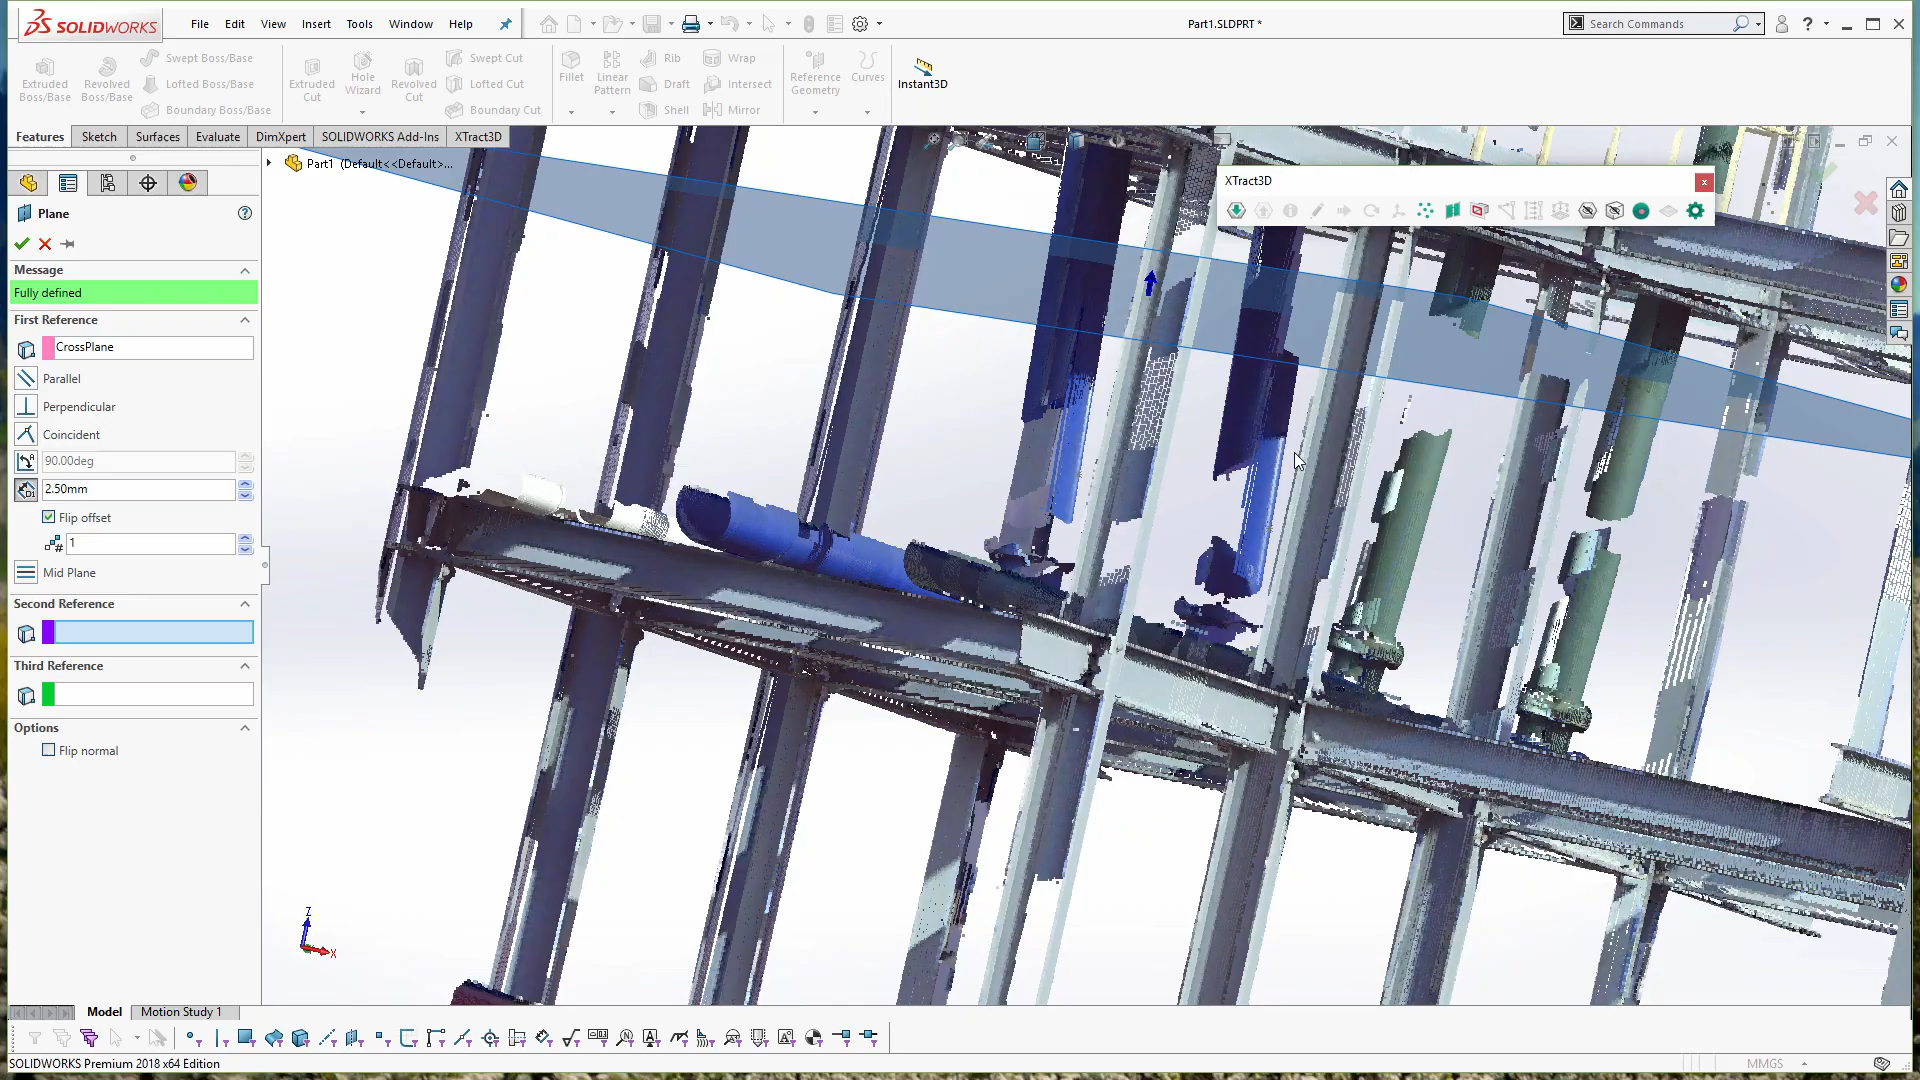 SOLIDWORKS
File Edit View Insert Tools Window Help
Part1.SLDPRT *
Search Commands
Extruded Boss/Base
Revolved Boss/Base
Swept Boss/Base
Lofted Boss/Base
Boundary Boss/Base
Extruded Cut
Hole Wizard
Revolved Cut
Swept Cut
Lofted Cut
Boundary Cut
Fillet
Linear Pattern
Rib
Draft
Shell
Wrap
Intersect
Mirror
Reference Geometry
Curves
Instant3D
Features Sketch Surfaces Evaluate DimXpert SOLIDWORKS Add-Ins XTract3D
Part1 (Default<<Default>...
XTract3D
Plane
Message
Fully defined
First Reference
CrossPlane
Parallel
Perpendicular
Coincident
90.00deg
2.50mm
Flip offset
1
Mid Plane
Second Reference
Third Reference
Options
Flip normal
Z
X
Model Motion Study 1
SOLIDWORKS Premium 2018 x64 Edition
MMGS